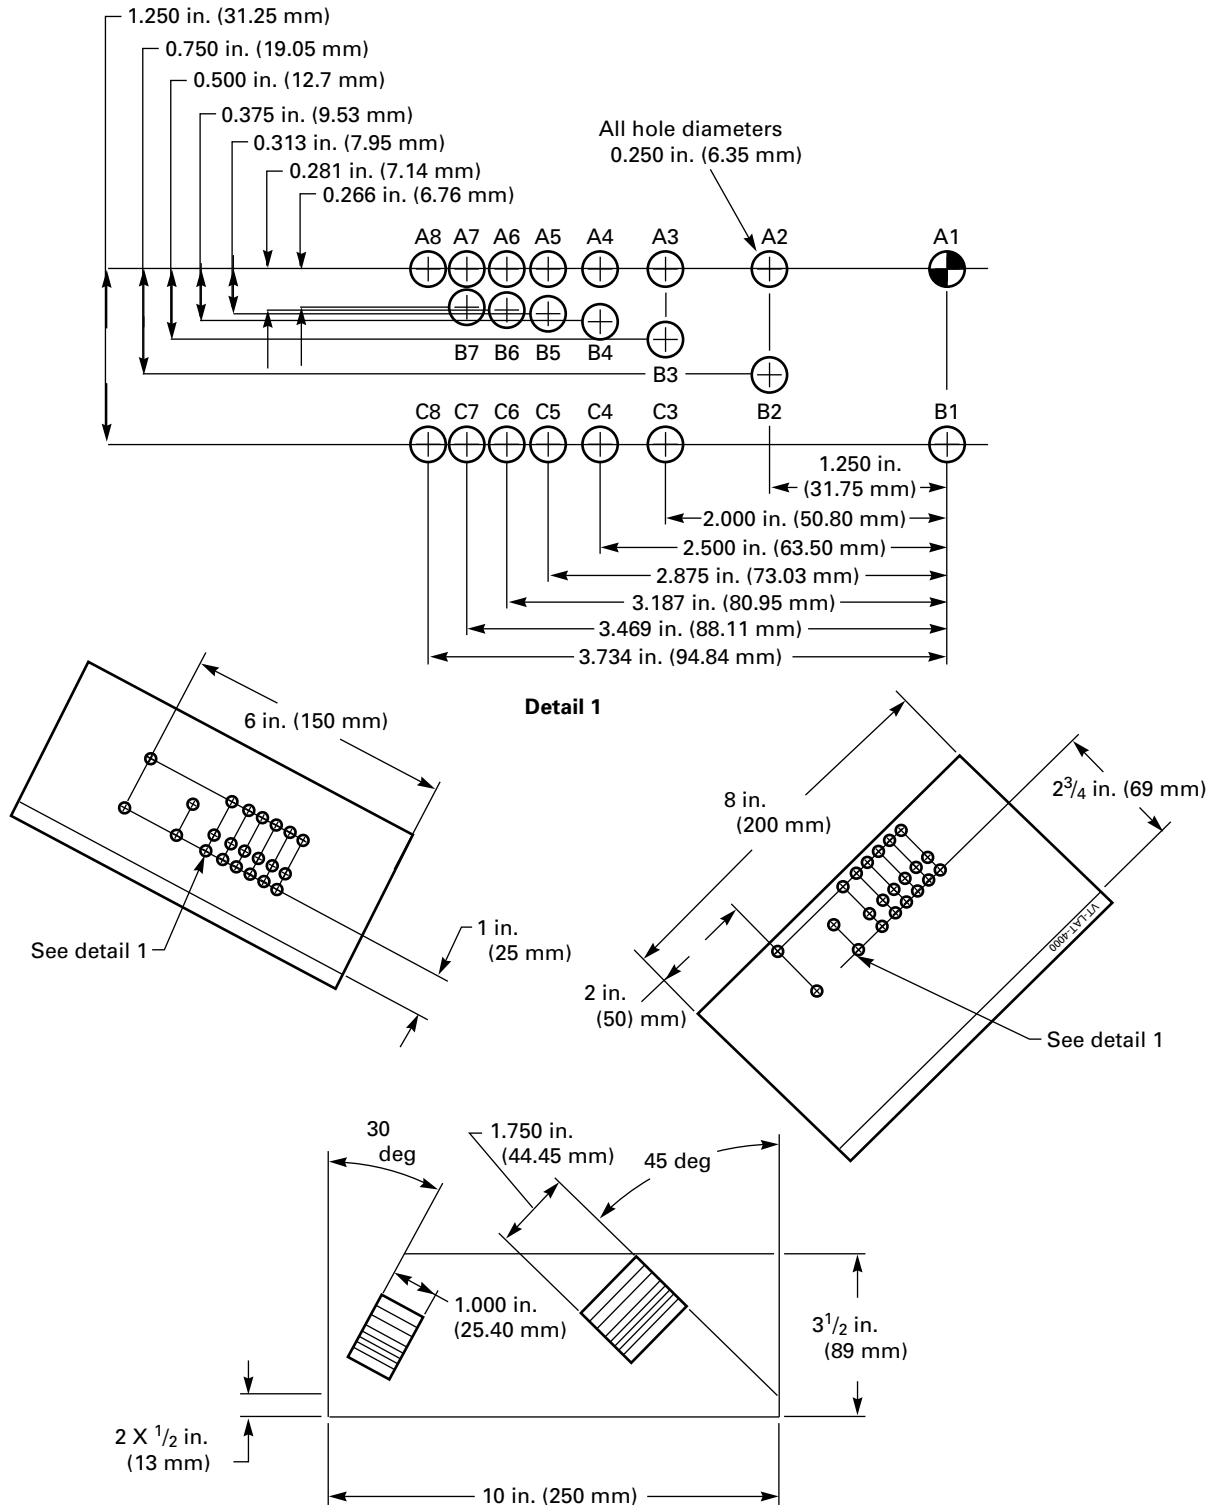 1.250 in. (31.25 mm)
0.750 in. (19.05 mm)
0.500 in. (12.7 mm)
0.375 in. (9.53 mm)
0.313 in. (7.95 mm)
0.281 in. (7.14 mm)
0.266 in. (6.76 mm)
All hole diameters
0.250 in. (6.35 mm)
A8 A7 A6 A5 A4 A3 A2 A1
B7 B6 B5 B4
B3
C8 C7 C6 C5 C4 C3 B2 B1
1.250 in.
(31.75 mm)
2.000 in. (50.80 mm)
2.500 in. (63.50 mm)
2.875 in. (73.03 mm)
3.187 in. (80.95 mm)
3.469 in. (88.11 mm)
3.734 in. (94.84 mm)
Detail 1
6 in. (150 mm)
See detail 1
1 in.
(25 mm)
8 in.
(200 mm)
2 3/4 in. (69 mm)
2 in.
(50) mm)
VT-LAT-4000
See detail 1
30
deg
1.750 in.
(44.45 mm)
45 deg
1.000 in.
(25.40 mm)
3 1/2 in.
(89 mm)
2 X 1/2 in.
(13 mm)
10 in. (250 mm)